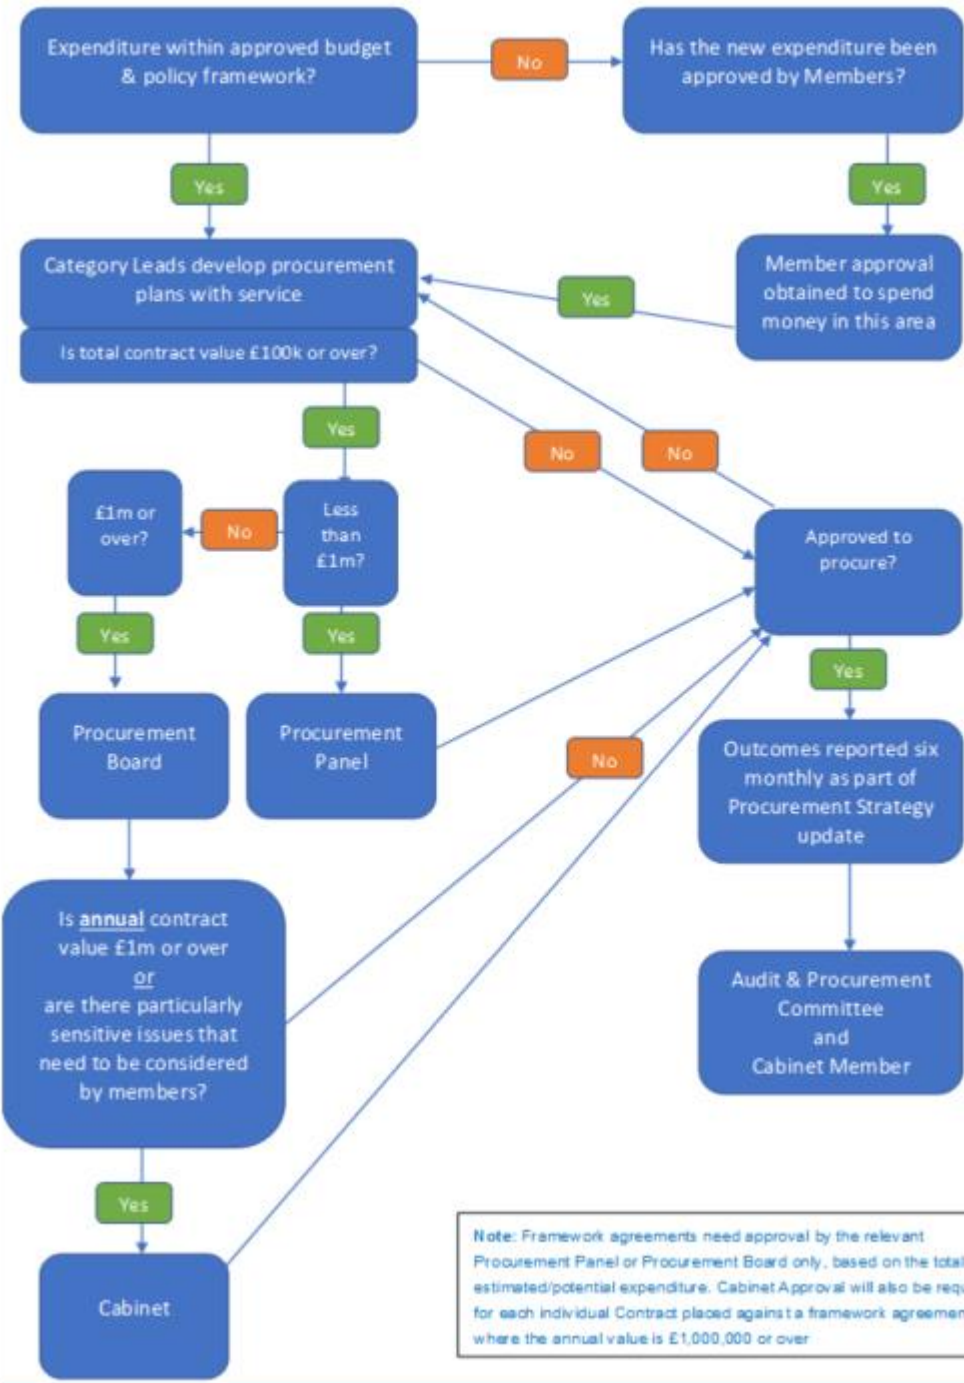 Expenditure within approved budget
& policy framework?
No
Has the new expenditure been
approved by Members?
Yes
Yes
Category Leads develop procurement
plans with service
Member approval
obtained to spend
money in this area
Yes
Is total contract value £100k or over?
Yes
No
No
£1m or
over?
No
Less
than
£1m?
Approved to
procure?
Yes
Yes
Yes
Procurement
Board
Procurement
Panel
No
Outcomes reported six
monthly as part of
Procurement Strategy
update
Is annual contract
value £1m or over
or
are there particularly
sensitive issues that
need to be considered
by members?
Audit & Procurement
Committee
and
Cabinet Member
Yes
Cabinet
Note: Framework agreements need approval by the relevant
Procurement Panel or Procurement Board only, based on the total
estimated/potential expenditure. Cabinet Approval will also be
for each individual Contract placed against a framework
where the annual value is £1,000,000 or over